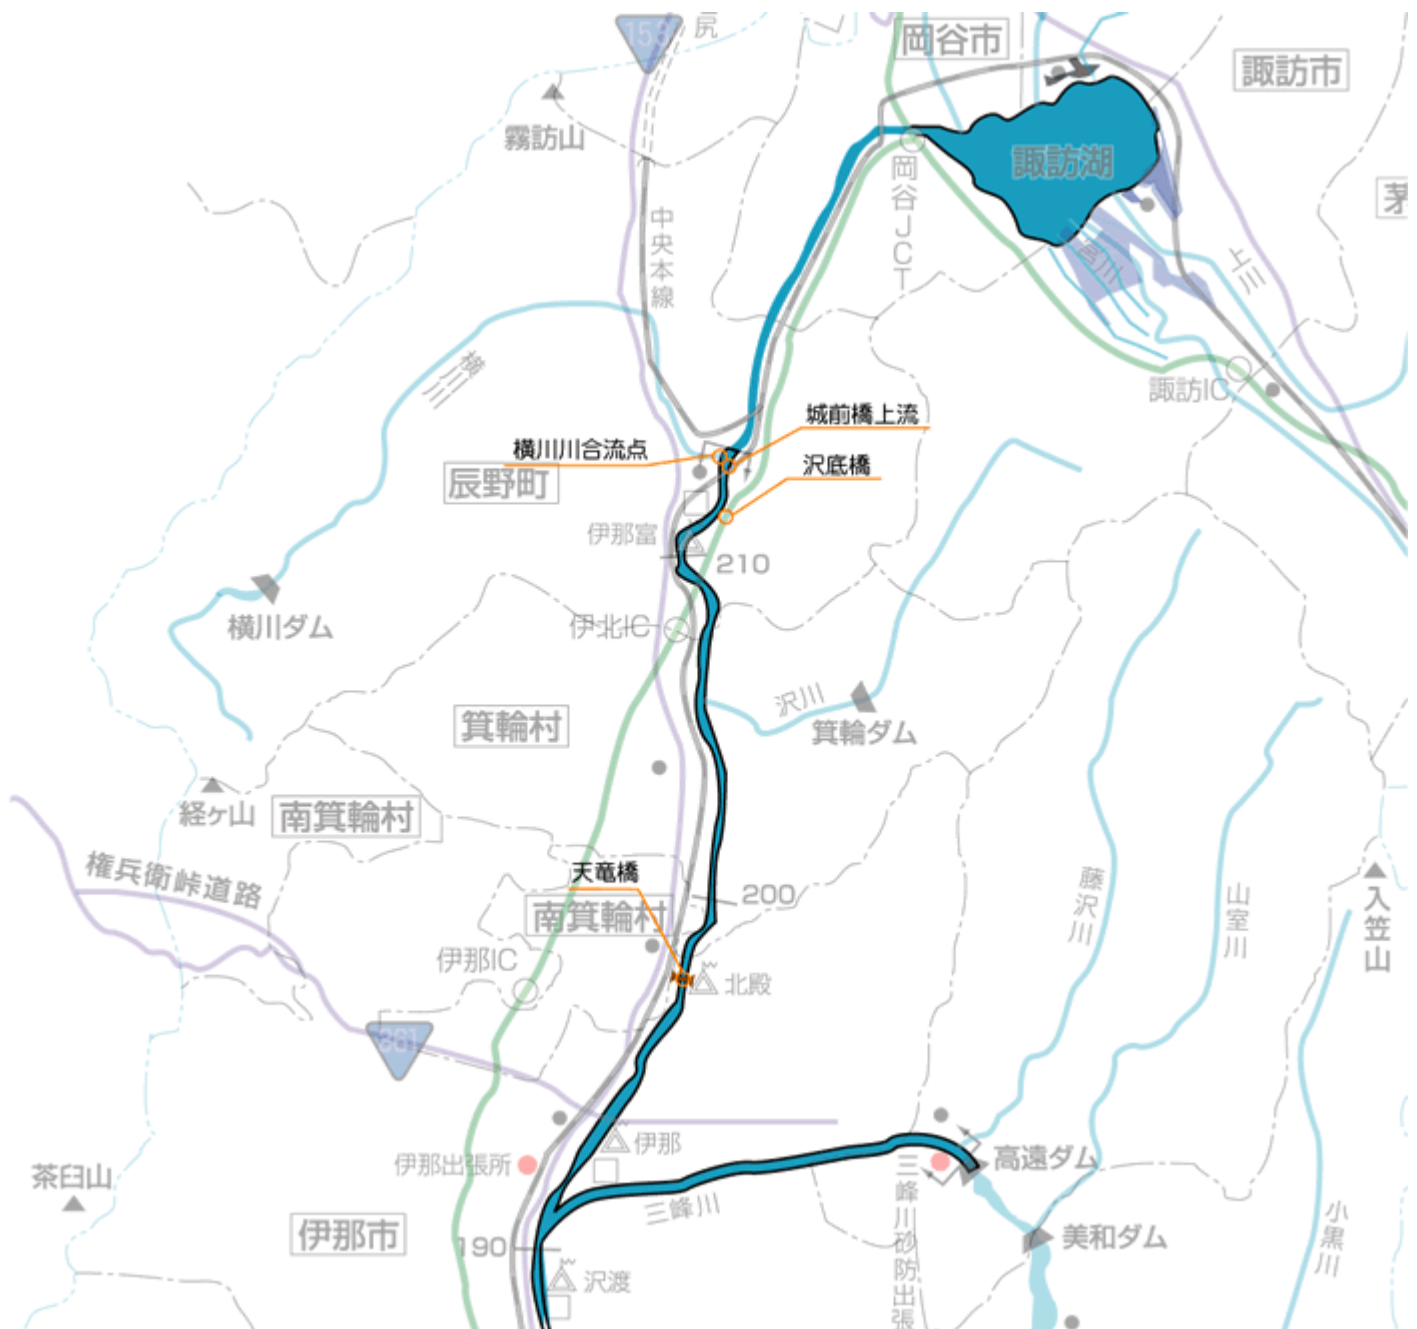 153
尻
岡谷市
諏訪市
霧訪山
諏訪湖
岡谷JCT
茅
中央本線
宮川
上川
横川
諏訪IC
城前橋上流
横川川合流点
沢底橋
辰野町
伊那富
210
横川ダム
伊北IC
沢川
箕輪ダム
箕輪村
経ヶ山
南箕輪村
権兵衛峠道路
天竜橋
200
南箕輪村
藤沢川
山室川
入笠山
伊那IC
北殿
361
伊那
伊那出張所
高遠ダム
茶臼山
三峰川
三峰川砂防出張
小黒川
伊那市
190
美和ダム
沢渡